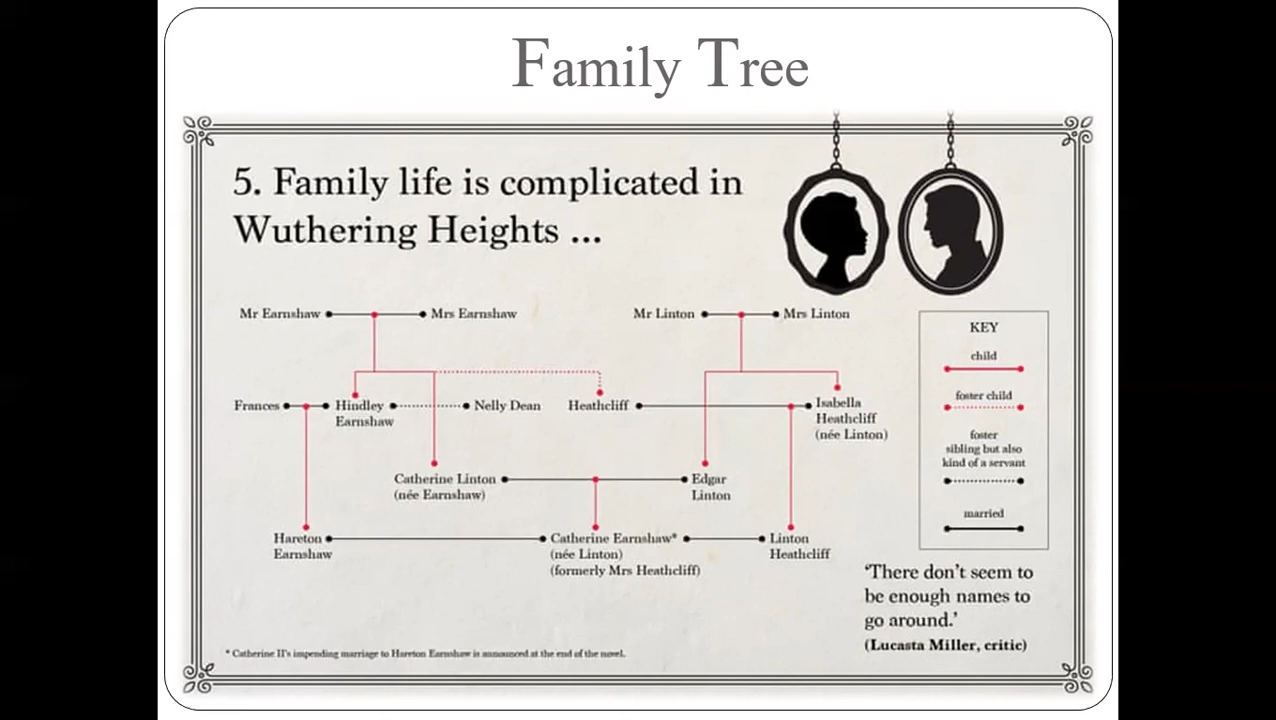 Family Tree
5. Family life is complicated in
Wuthering Heights ...
Mr Earnshaw
Mrs Earnshaw
Mr Linton
Mrs Linton
Frances
Hindley
Earnshaw
Nelly Dean
Heathcliff
Isabella
Heathcliff
(née Linton)
Catherine Linton
(née Earnshaw)
Edgar
Linton
Hareton
Earnshaw
Catherine Earnshaw*
(née Linton)
(formerly Mrs Heathcliff)
Linton
Heathcliff
KEY
child
foster child
foster
sibling but also
kind of a servant
married
‘There don’t seem to
be enough names to
go around.’
(Lucasta Miller, critic)
* Catherine II's impending marriage to Hareton Earnshaw is announced at the end of the novel.